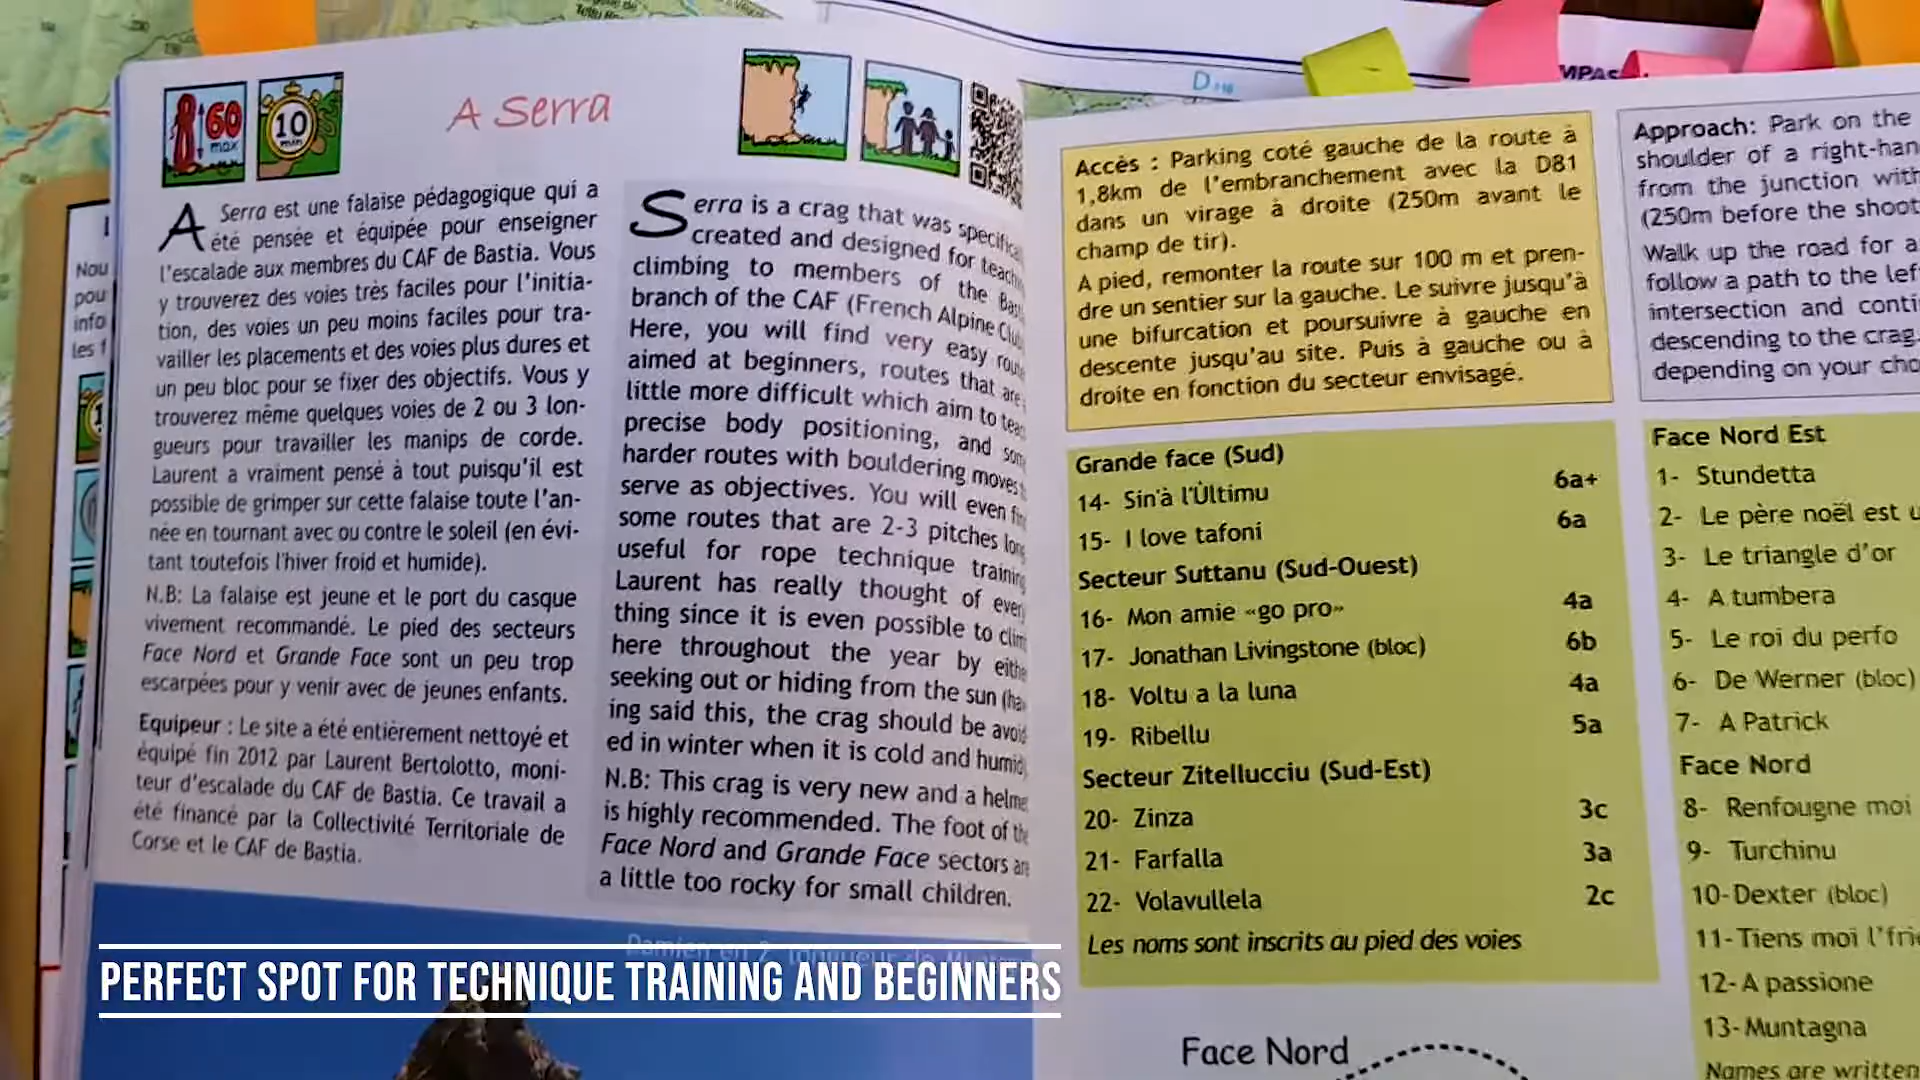 60
max
10
min
A Serra
A Serra est une falaise pédagogique qui a
été pensée et équipée pour enseigner
l'escalade aux membres du CAF de Bastia. Vous
y trouverez des voies très faciles pour l'initia-
tion, des voies un peu moins faciles pour tra-
vailler les placements et des voies plus dures et
un peu bloc pour se fixer des objectifs. Vous y
trouverez même quelques voies de 2 ou 3 lon-
gueurs pour travailler les manips de corde.
Laurent a vraiment pensé à tout puisqu'il est
possible de grimper sur cette falaise toute l'an-
née en tournant avec ou contre le soleil (en évi-
tant toutefois l'hiver froid et humide).
N.B: La falaise est jeune et le port du casque
vivement recommandé. Le pied des secteurs
Face Nord et Grande Face sont un peu trop
escarpées pour y venir avec de jeunes enfants.
Equipeur : Le site a été entièrement nettoyé et
équipé fin 2012 par Laurent Bertolotto, moni-
teur d'escalade du CAF de Bastia. Ce travail a
été financé par la Collectivité Territoriale de
Corse et le CAF de Bastia.
Serra is a crag that was
created and designed for
climbing to members of the
branch of the CAF (French Alpine
Here, you will find very easy
aimed at beginners, routes that are
little more difficult which aim to
precise body positioning, and
harder routes with bouldering moves
serve as objectives. You will even
some routes that are 2-3 pitches
useful for rope technique
Laurent has really thought of
thing since it is even possible to
here throughout the year by
seeking out or hiding from the sun
ing said this, the crag should be
ed in winter when it is cold and
N.B: This crag is very new and a
is highly recommended. The foot of
Face Nord and Grande Face sectors
a little too rocky for small children.
Accès : Parking coté gauche de la route à
1,8km de l'embranchement avec la D81
dans un virage à droite (250m avant le
champ de tir).
A pied, remonter la route sur 100 m et pren-
dre un sentier sur la gauche. Le suivre jusqu'à
une bifurcation et poursuivre à gauche en
descente jusqu'au site. Puis à gauche ou à
droite en fonction du secteur envisagé.
Grande face (Sud)
14- Sin'à l'Ùltimu 6a+
15- I love tafoni 6a
Secteur Suttanu (Sud-Ouest)
16- Mon amie «go pro» 4a
17- Jonathan Livingstone (bloc) 6b
18- Voltu a la luna 4a
19- Ribellu 5a
Secteur Zitellucciu (Sud-Est)
20- Zinza 3c
21- Farfalla 3a
22- Volavullela 2c
Les noms sont inscrits au pied des voies
Face Nord
Approach: Park on the
shoulder of a
from the junction
(250m before the
Walk up the road for a
follow a path to the
intersection and
descending to the crag.
depending on your
Face Nord Est
1- Stundetta
2- Le père noël est
3- Le triangle d'or
4- A tumbera
5- Le roi du perfo
6- De Werner (bloc)
7- A Patrick
Face Nord
8- Renfougne moi
9- Turchinu
10- Dexter (bloc)
11- Tiens moi
12- A passione
13- Muntagna
Names are written
PERFECT SPOT FOR TECHNIQUE TRAINING AND BEGINNERS